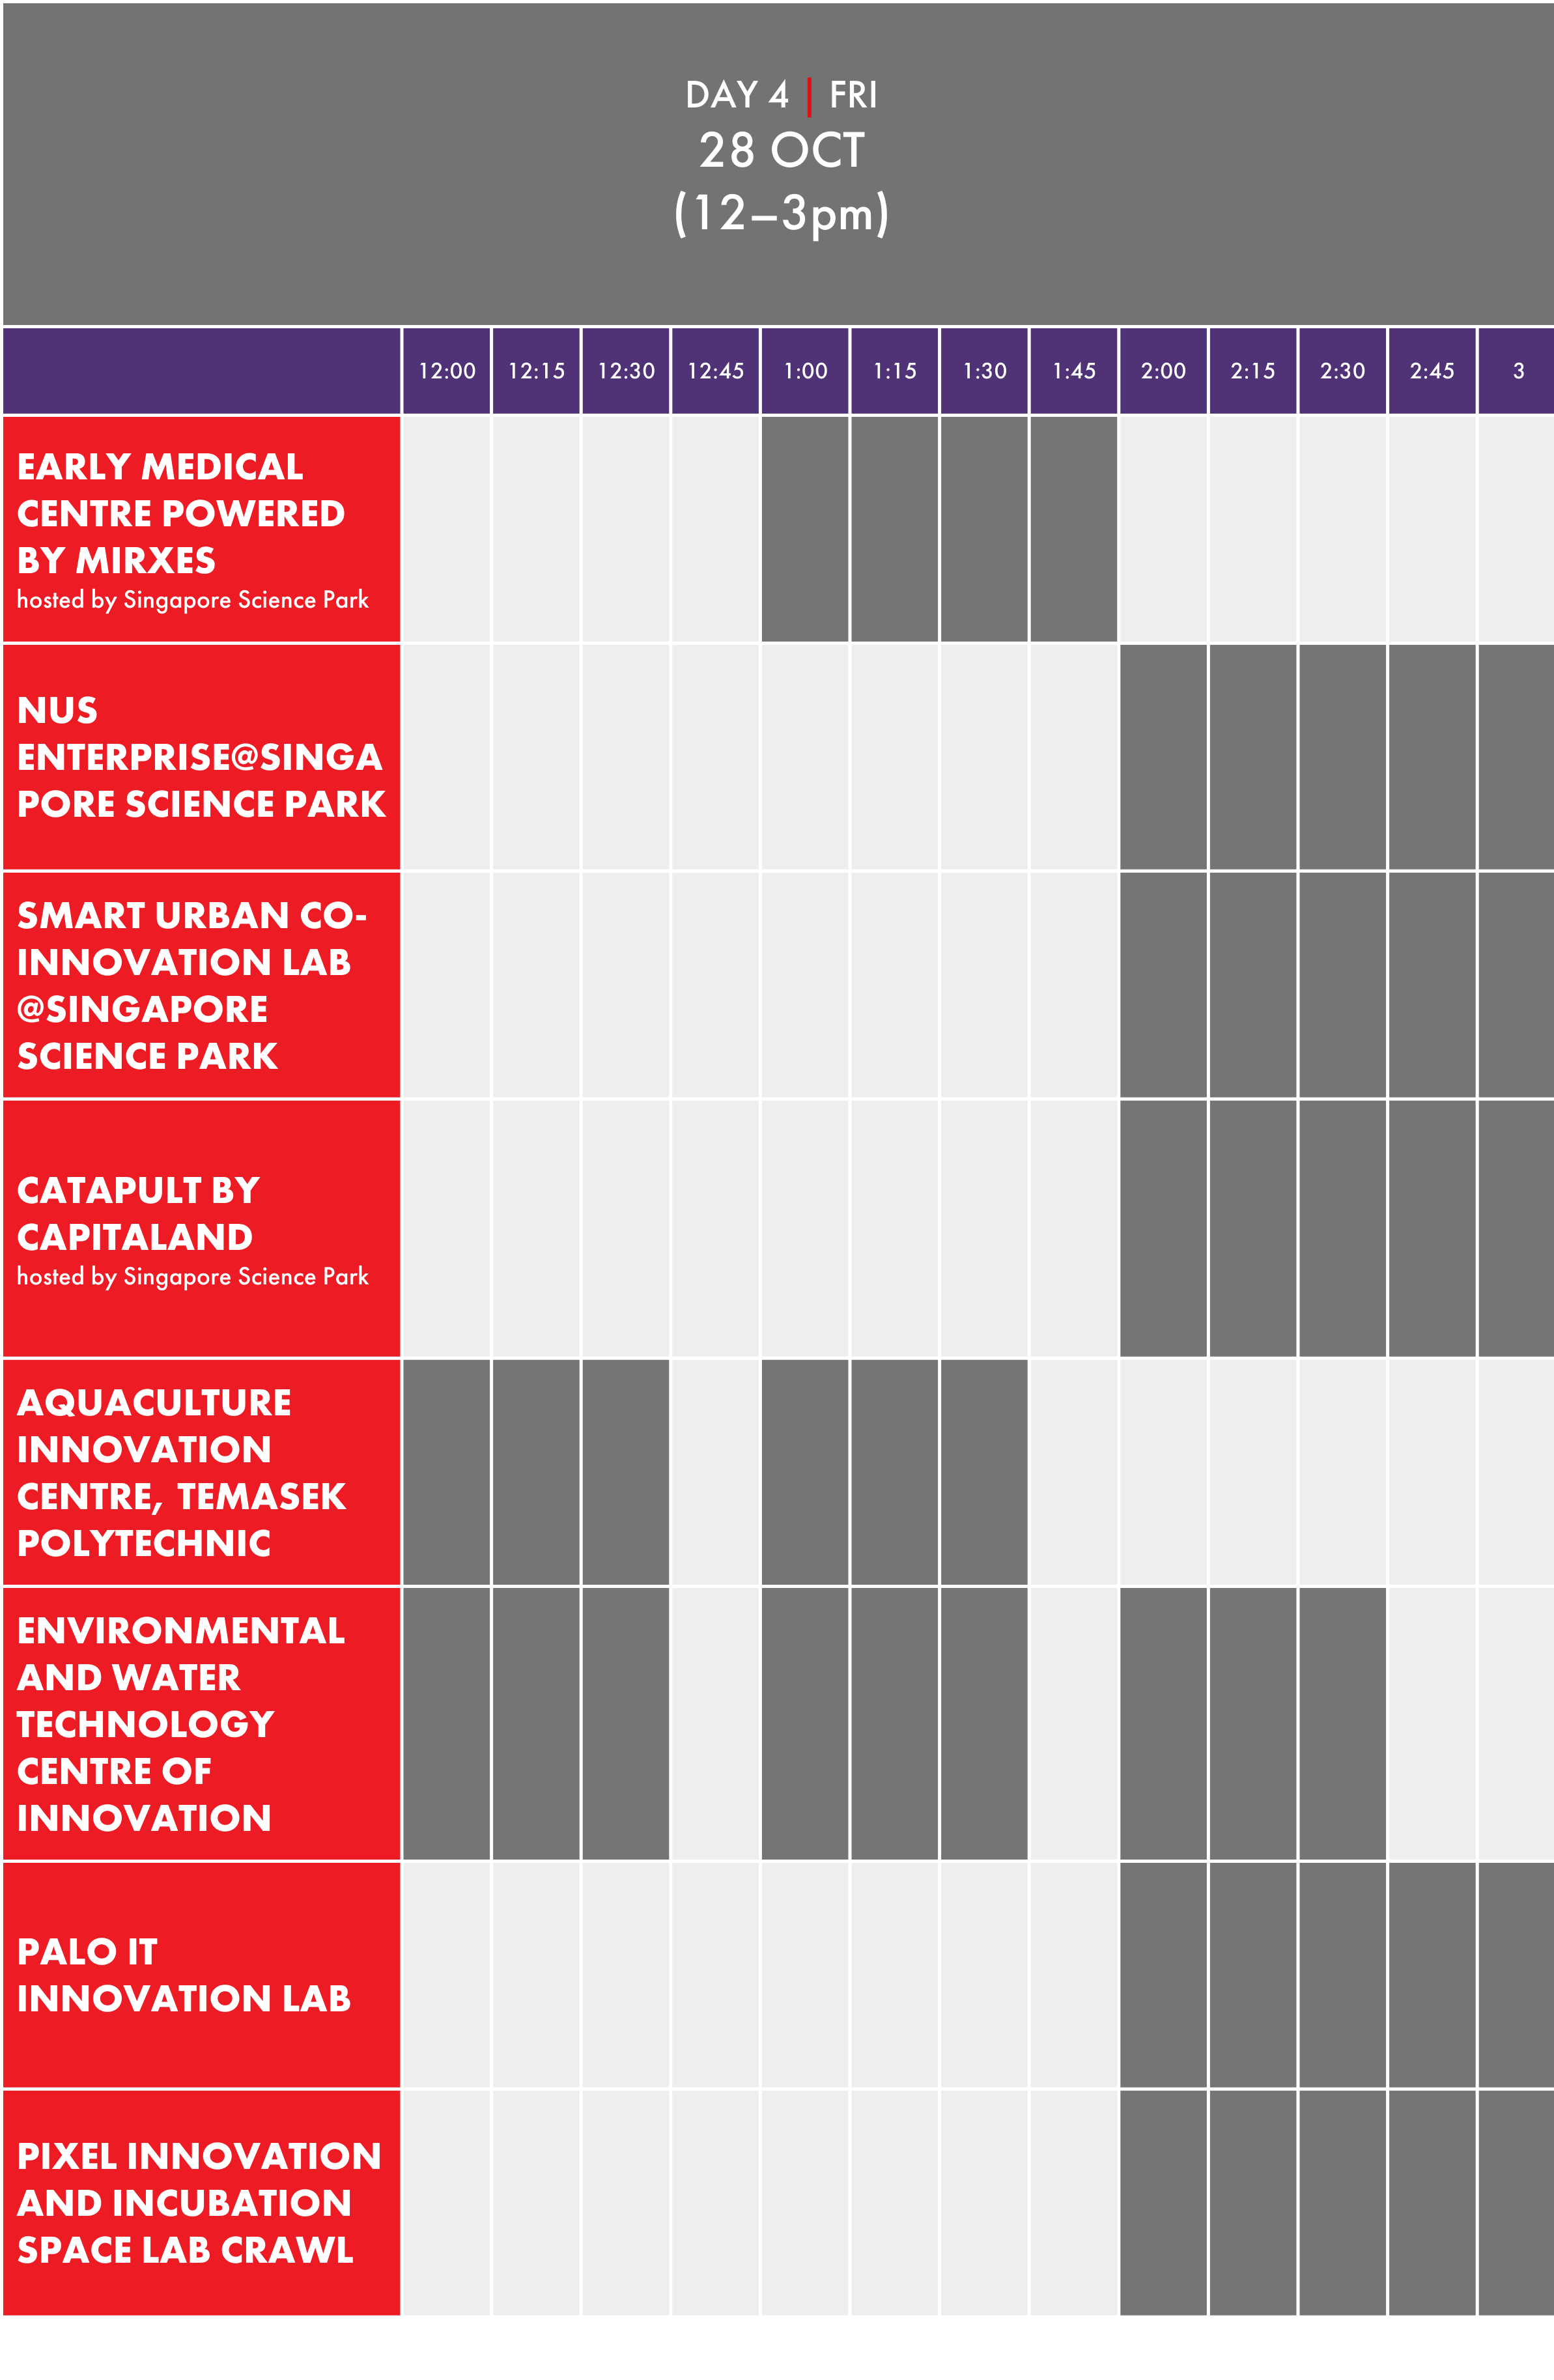 DAY 4 | FRI
28 OCT
(12–3pm)
12:00 12:15 12:30 12:45 1:00 1:15 1:30 1:45 2:00 2:15 2:30 2:45 3
EARLY MEDICAL
CENTRE POWERED
BY MIRXES
hosted by Singapore Science Park
NUS
ENTERPRISE@SINGA
PORE SCIENCE PARK
SMART URBAN CO-
INNOVATION LAB
@SINGAPORE
SCIENCE PARK
CATAPULT BY
CAPITALAND
hosted by Singapore Science Park
AQUACULTURE
INNOVATION
CENTRE, TEMASEK
POLYTECHNIC
ENVIRONMENTAL
AND WATER
TECHNOLOGY
CENTRE OF
INNOVATION
PALO IT
INNOVATION LAB
PIXEL INNOVATION
AND INCUBATION
SPACE LAB CRAWL